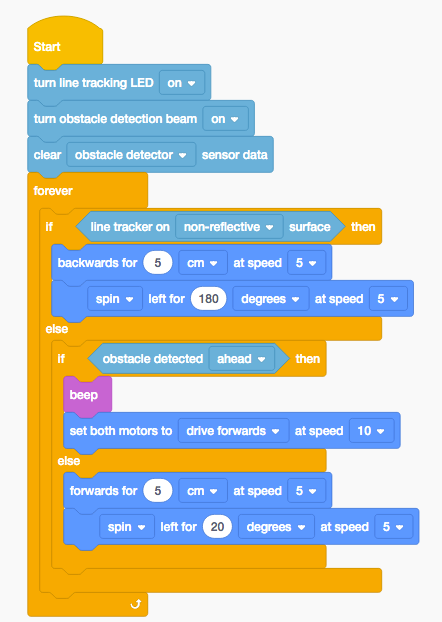 Start
turn line tracking LED on
turn obstacle detection beam on
clear obstacle detector sensor data
forever
if line tracker on non-reflective surface then
backwards for 5 cm at speed 5
spin left for 180 degrees at speed 5
else
if obstacle detected ahead then
beep
set both motors to drive forwards at speed 10
else
forwards for 5 cm at speed 5
spin left for 20 degrees at speed 5